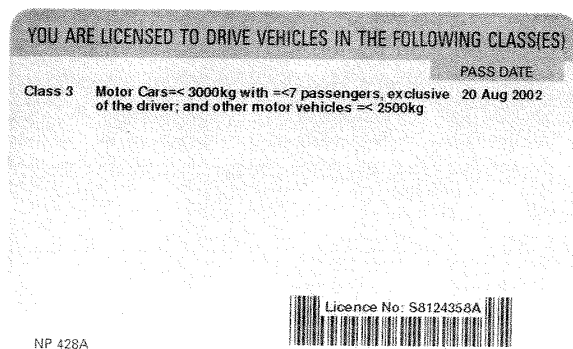 YOU ARE LICENSED TO DRIVE VEHICLES IN THE FOLLOWING CLASS(ES)
PASS DATE
Class 3 Motor Cars=< 3000kg with =<7 passengers, exclusive 20 Aug 2002
of the driver; and other motor vehicles =< 2500kg
Licence No: S8124358A
NP 428A